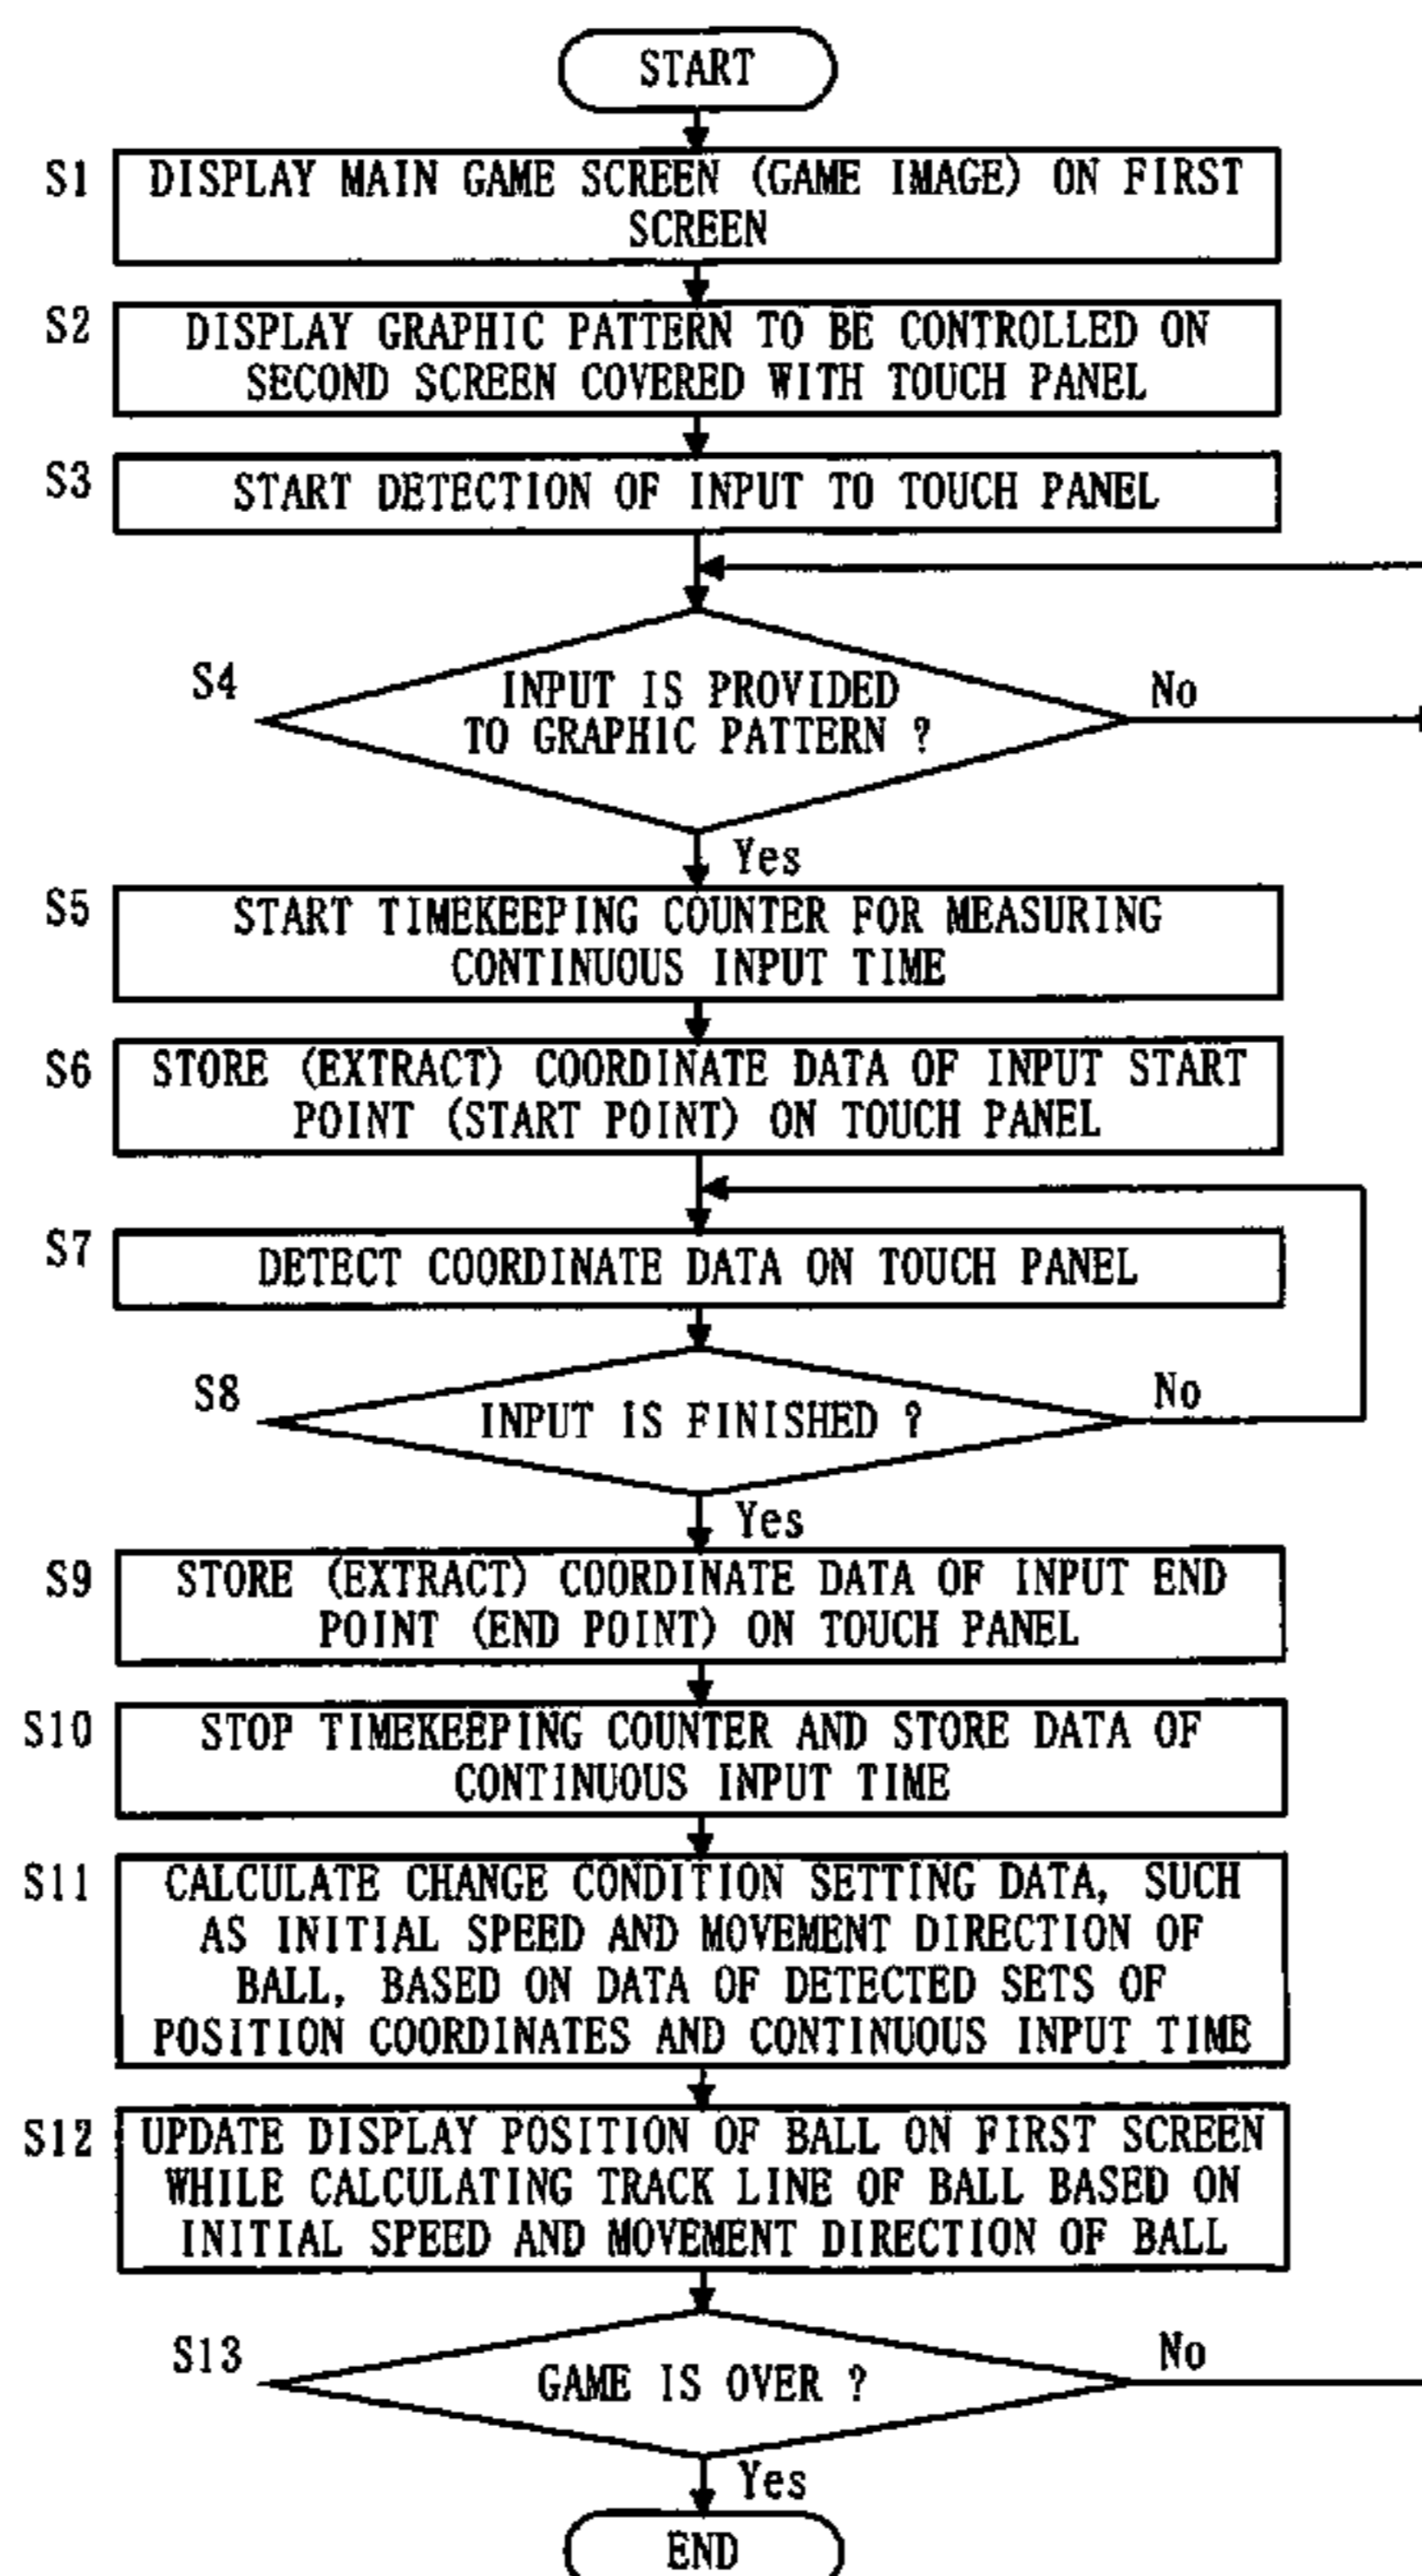 START
S1
DISPLAY MAIN GAME SCREEN (GAME IMAGE) ON FIRST
SCREEN
S2
DISPLAY GRAPHIC PATTERN TO BE CONTROLLED ON
SECOND SCREEN COVERED WITH TOUCH PANEL
S3
START DETECTION OF INPUT TO TOUCH PANEL
S4
INPUT IS PROVIDED
TO GRAPHIC PATTERN ?
No
Yes
S5
START TIMEKEEPING COUNTER FOR MEASURING
CONTINUOUS INPUT TIME
S6
STORE (EXTRACT) COORDINATE DATA OF INPUT START
POINT (START POINT) ON TOUCH PANEL
S7
DETECT COORDINATE DATA ON TOUCH PANEL
S8
INPUT IS FINISHED ?
No
Yes
S9
STORE (EXTRACT) COORDINATE DATA OF INPUT END
POINT (END POINT) ON TOUCH PANEL
S10
STOP TIMEKEEPING COUNTER AND STORE DATA OF
CONTINUOUS INPUT TIME
S11
CALCULATE CHANGE CONDITION SETTING DATA, SUCH
AS INITIAL SPEED AND MOVEMENT DIRECTION OF
BALL, BASED ON DATA OF DETECTED SETS OF
POSITION COORDINATES AND CONTINUOUS INPUT TIME
S12
UPDATE DISPLAY POSITION OF BALL ON FIRST SCREEN
WHILE CALCULATING TRACK LINE OF BALL BASED ON
INITIAL SPEED AND MOVEMENT DIRECTION OF BALL
S13
GAME IS OVER ?
No
Yes
END